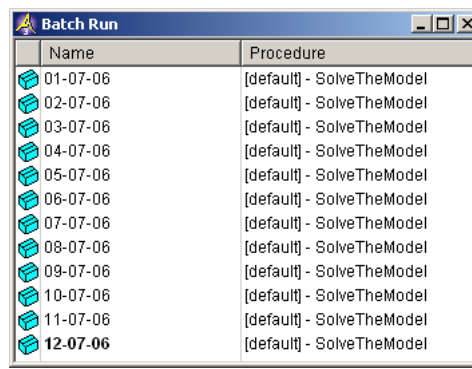 Batch Run
Name Procedure
01-07-06 [default] - SolveTheModel
02-07-06 [default] - SolveTheModel
03-07-06 [default] - SolveTheModel
04-07-06 [default] - SolveTheModel
05-07-06 [default] - SolveTheModel
06-07-06 [default] - SolveTheModel
07-07-06 [default] - SolveTheModel
08-07-06 [default] - SolveTheModel
09-07-06 [default] - SolveTheModel
10-07-06 [default] - SolveTheModel
11-07-06 [default] - SolveTheModel
12-07-06 [default] - SolveTheModel